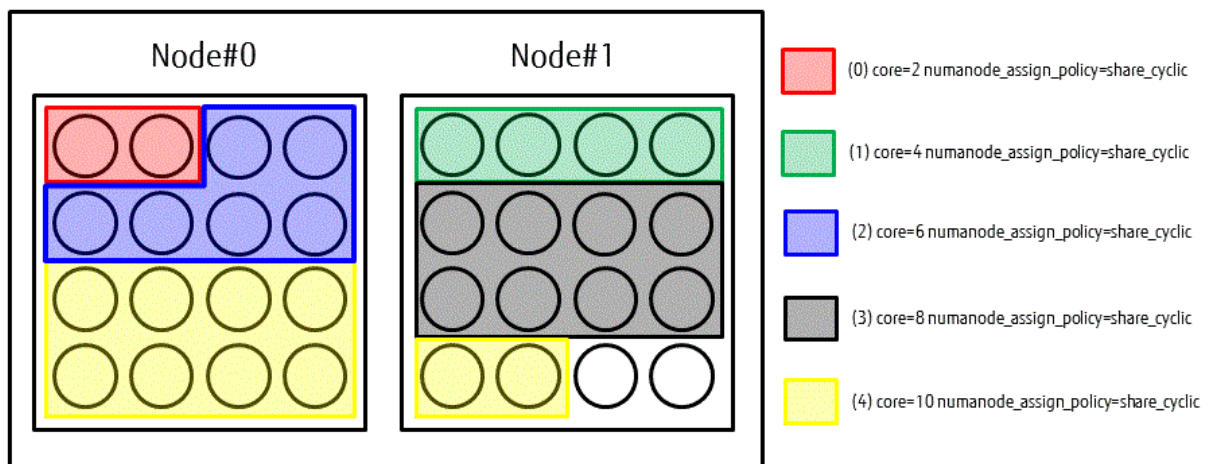 Node#0
Node#1
(0) core=2 numanode_assign_policy=share_cyclic
(1) core=4 numanode_assign_policy=share_cyclic
(2) core=6 numanode_assign_policy=share_cyclic
(3) core=8 numanode_assign_policy=share_cyclic
(4) core=10 numanode_assign_policy=share_cyclic